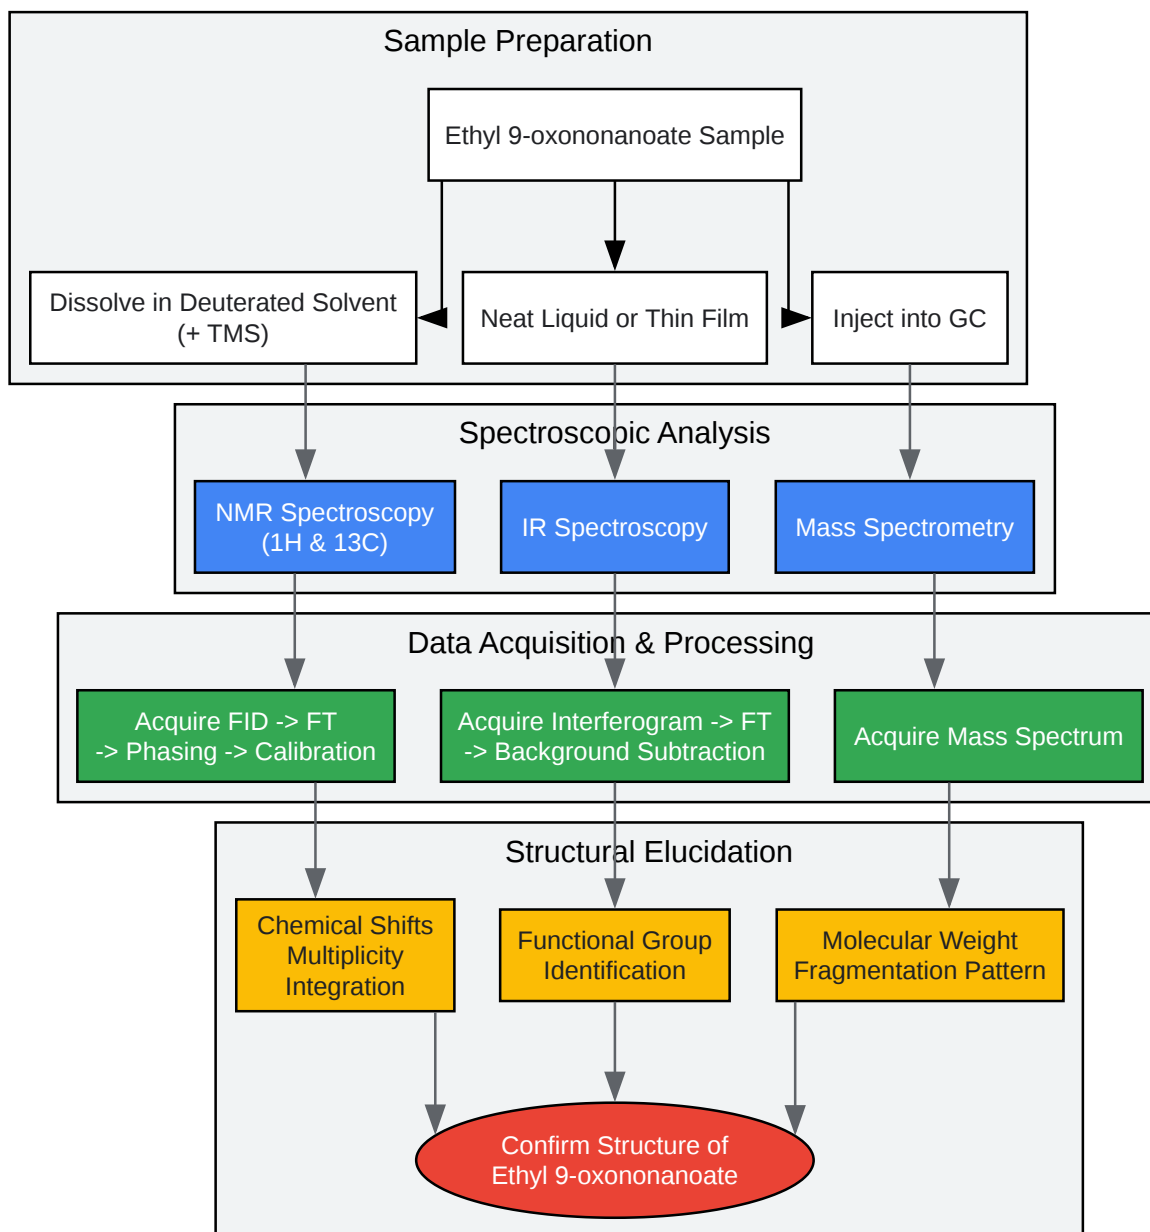 Sample Preparation
Ethyl 9-oxononanoate Sample
Dissolve in Deuterated Solvent
(+ TMS)
Neat Liquid or Thin Film
Inject into GC
Spectroscopic Analysis
NMR Spectroscopy
(1H & 13C)
IR Spectroscopy
Mass Spectrometry
Data Acquisition & Processing
Acquire FID -> FT
-> Phasing -> Calibration
Acquire Interferogram -> FT
-> Background Subtraction
Acquire Mass Spectrum
Structural Elucidation
Chemical Shifts
Multiplicity
Integration
Functional Group
Identification
Molecular Weight
Fragmentation Pattern
Confirm Structure of
Ethyl 9-oxononanoate